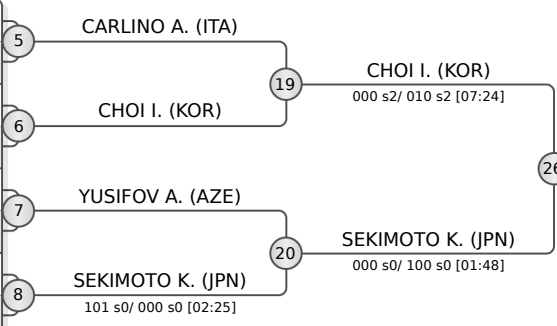 CARLINO A. (ITA)
5
19
CHOI I. (KOR)
000 s2/ 010 s2 [07:24]
CHOI I. (KOR)
6
26
YUSIFOV A. (AZE)
7
20
SEKIMOTO K. (JPN)
000 s0/ 100 s0 [01:48]
SEKIMOTO K. (JPN)
8
101 s0/ 000 s0 [02:25]